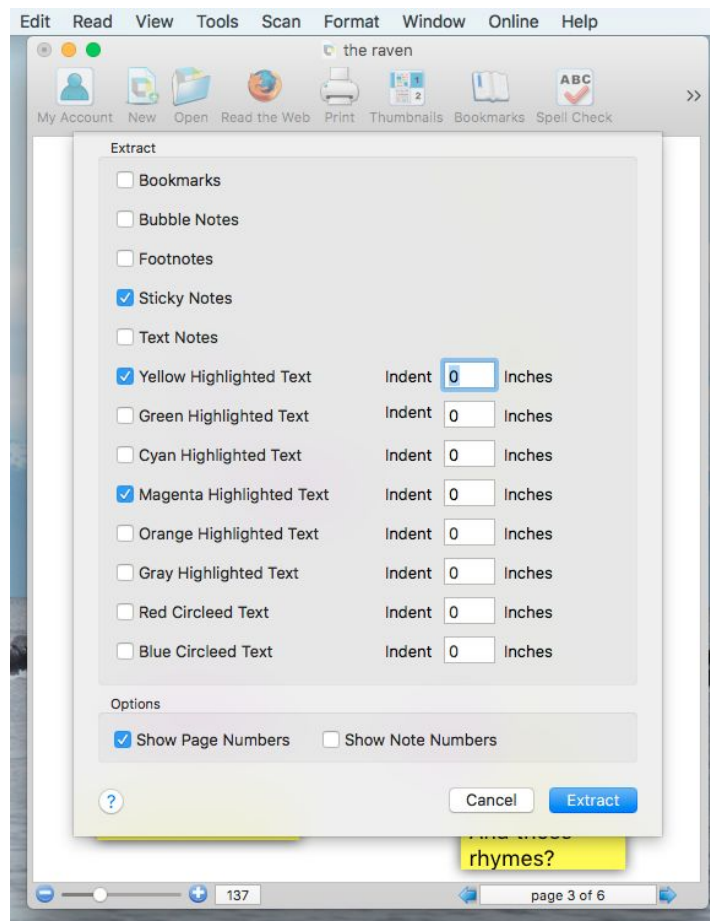 Edit Read View Tools Scan Format Window Online Help
the raven
My Account New Open Read the Web Print Thumbnails Bookmarks Spell Check
ABC
1
2
Extract
Bookmarks
Bubble Notes
Footnotes
Sticky Notes
Text Notes
Yellow Highlighted Text Indent 0 Inches
Green Highlighted Text Indent 0 Inches
Cyan Highlighted Text Indent 0 Inches
Magenta Highlighted Text Indent 0 Inches
Orange Highlighted Text Indent 0 Inches
Gray Highlighted Text Indent 0 Inches
Red Circleed Text Indent 0 Inches
Blue Circleed Text Indent 0 Inches
Options
Show Page Numbers Show Note Numbers
? Cancel Extract
rhymes?
137 page 3 of 6